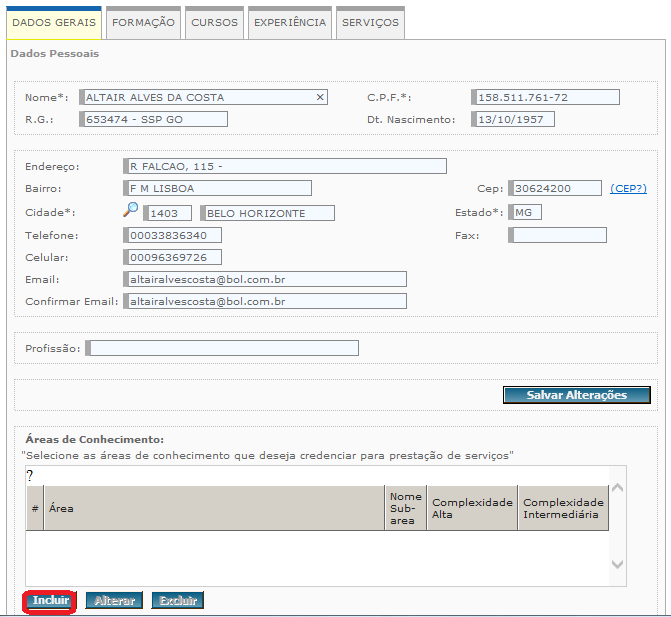 DADOS GERAIS FORMAÇÃO CURSOS EXPERIÊNCIA SERVIÇOS
Dados Pessoais
Nome*: ALTAIR ALVES DA COSTA × C.P.F.*: 158.511.761-72
R.G.: 653474 - SSP GO Dt. Nascimento: 13/10/1957
Endereço: R FALCAO, 115 -
Bairro: F M LISBOA Cep: 30624200 (CEP?)
Cidade*: 1403 BELO HORIZONTE Estado*: MG
Telefone: 00033836340 Fax:
Celular: 00096369726
Email: altairalvescosta@bol.com.br
Confirmar Email: altairalvescosta@bol.com.br
Profissão:
Salvar Alterações
Áreas de Conhecimento:
"Selecione as áreas de conhecimento que deseja credenciar para prestação de serviços"
?
# Área Nome Sub-area Complexidade Alta Complexidade Intermediária
Incluir Alterar Excluir